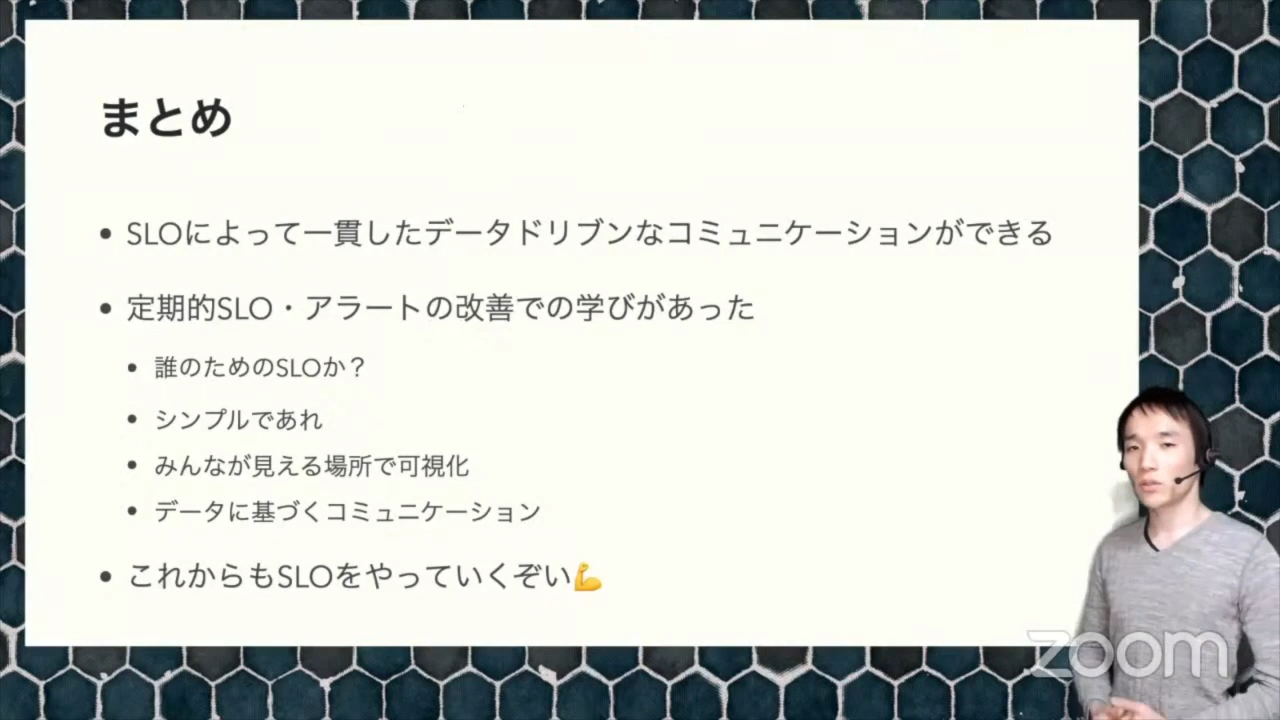 まとめ
SLOによって一貫したデータドリブンなコミュニケーションができる
定期的SLO・アラートの改善での学びがあった
誰のためのSLOか？
シンプルであれ
みんなが見える場所で可視化
データに基づくコミュニケーション
これからもSLOをやっていくぞい💪
zoom